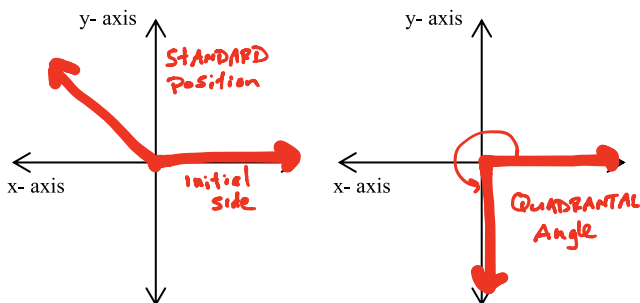 y- axis
STANDARD
Position
x- axis
initial
side
y- axis
x- axis
QUADRANTAL
Angle